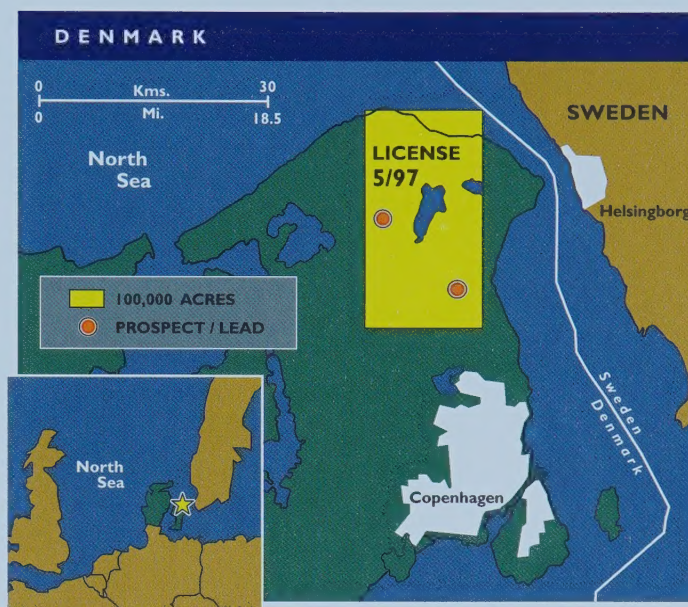 DENMARK
0 Kms. 30
0 Mi. 18.5
North
Sea
SWEDEN
LICENSE
5/97
Helsingborg
100,000 ACRES
PROSPECT / LEAD
Sweden
Denmark
North
Sea
Copenhagen